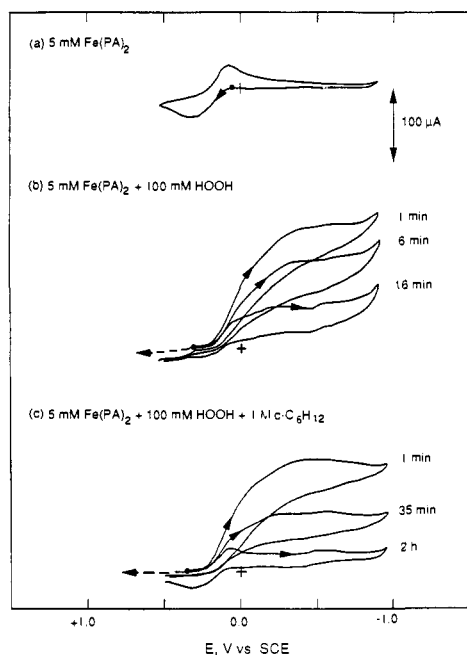 (a) 5 mM Fe(PA)₂
100 μA
(b) 5 mM Fe(PA)₂ + 100 mM HOOH
1 min
6 min
16 min
(c) 5 mM Fe(PA)₂ + 100 mM HOOH + 1 M c-C₆H₁₂
1 min
35 min
2 h
+1.0 0.0 -1.0
E, V vs SCE